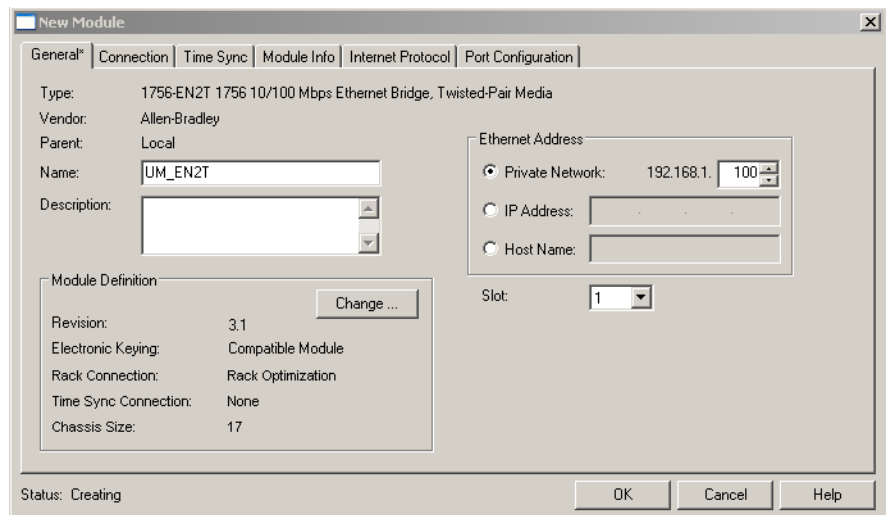 New Module
General* Connection Time Sync Module Info Internet Protocol Port Configuration
Type: 1756-EN2T 1756 10/100 Mbps Ethernet Bridge, Twisted-Pair Media
Vendor: Allen-Bradley
Parent: Local
Name: UM_EN2T
Description:
Ethernet Address
Private Network: 192.168.1. 100
IP Address: . . .
Host Name:
Slot: 1
Module Definition
Change ...
Revision: 3.1
Electronic Keying: Compatible Module
Rack Connection: Rack Optimization
Time Sync Connection: None
Chassis Size: 17
Status: Creating
OK Cancel Help